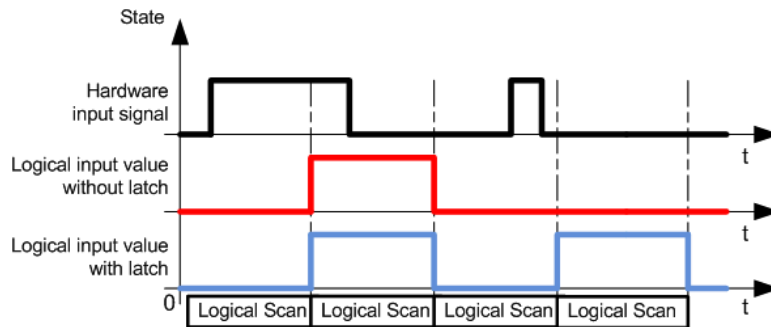 State
Hardware
input signal
t
Logical input value
without latch
t
Logical input value
with latch
t
0
Logical Scan Logical Scan Logical Scan Logical Scan